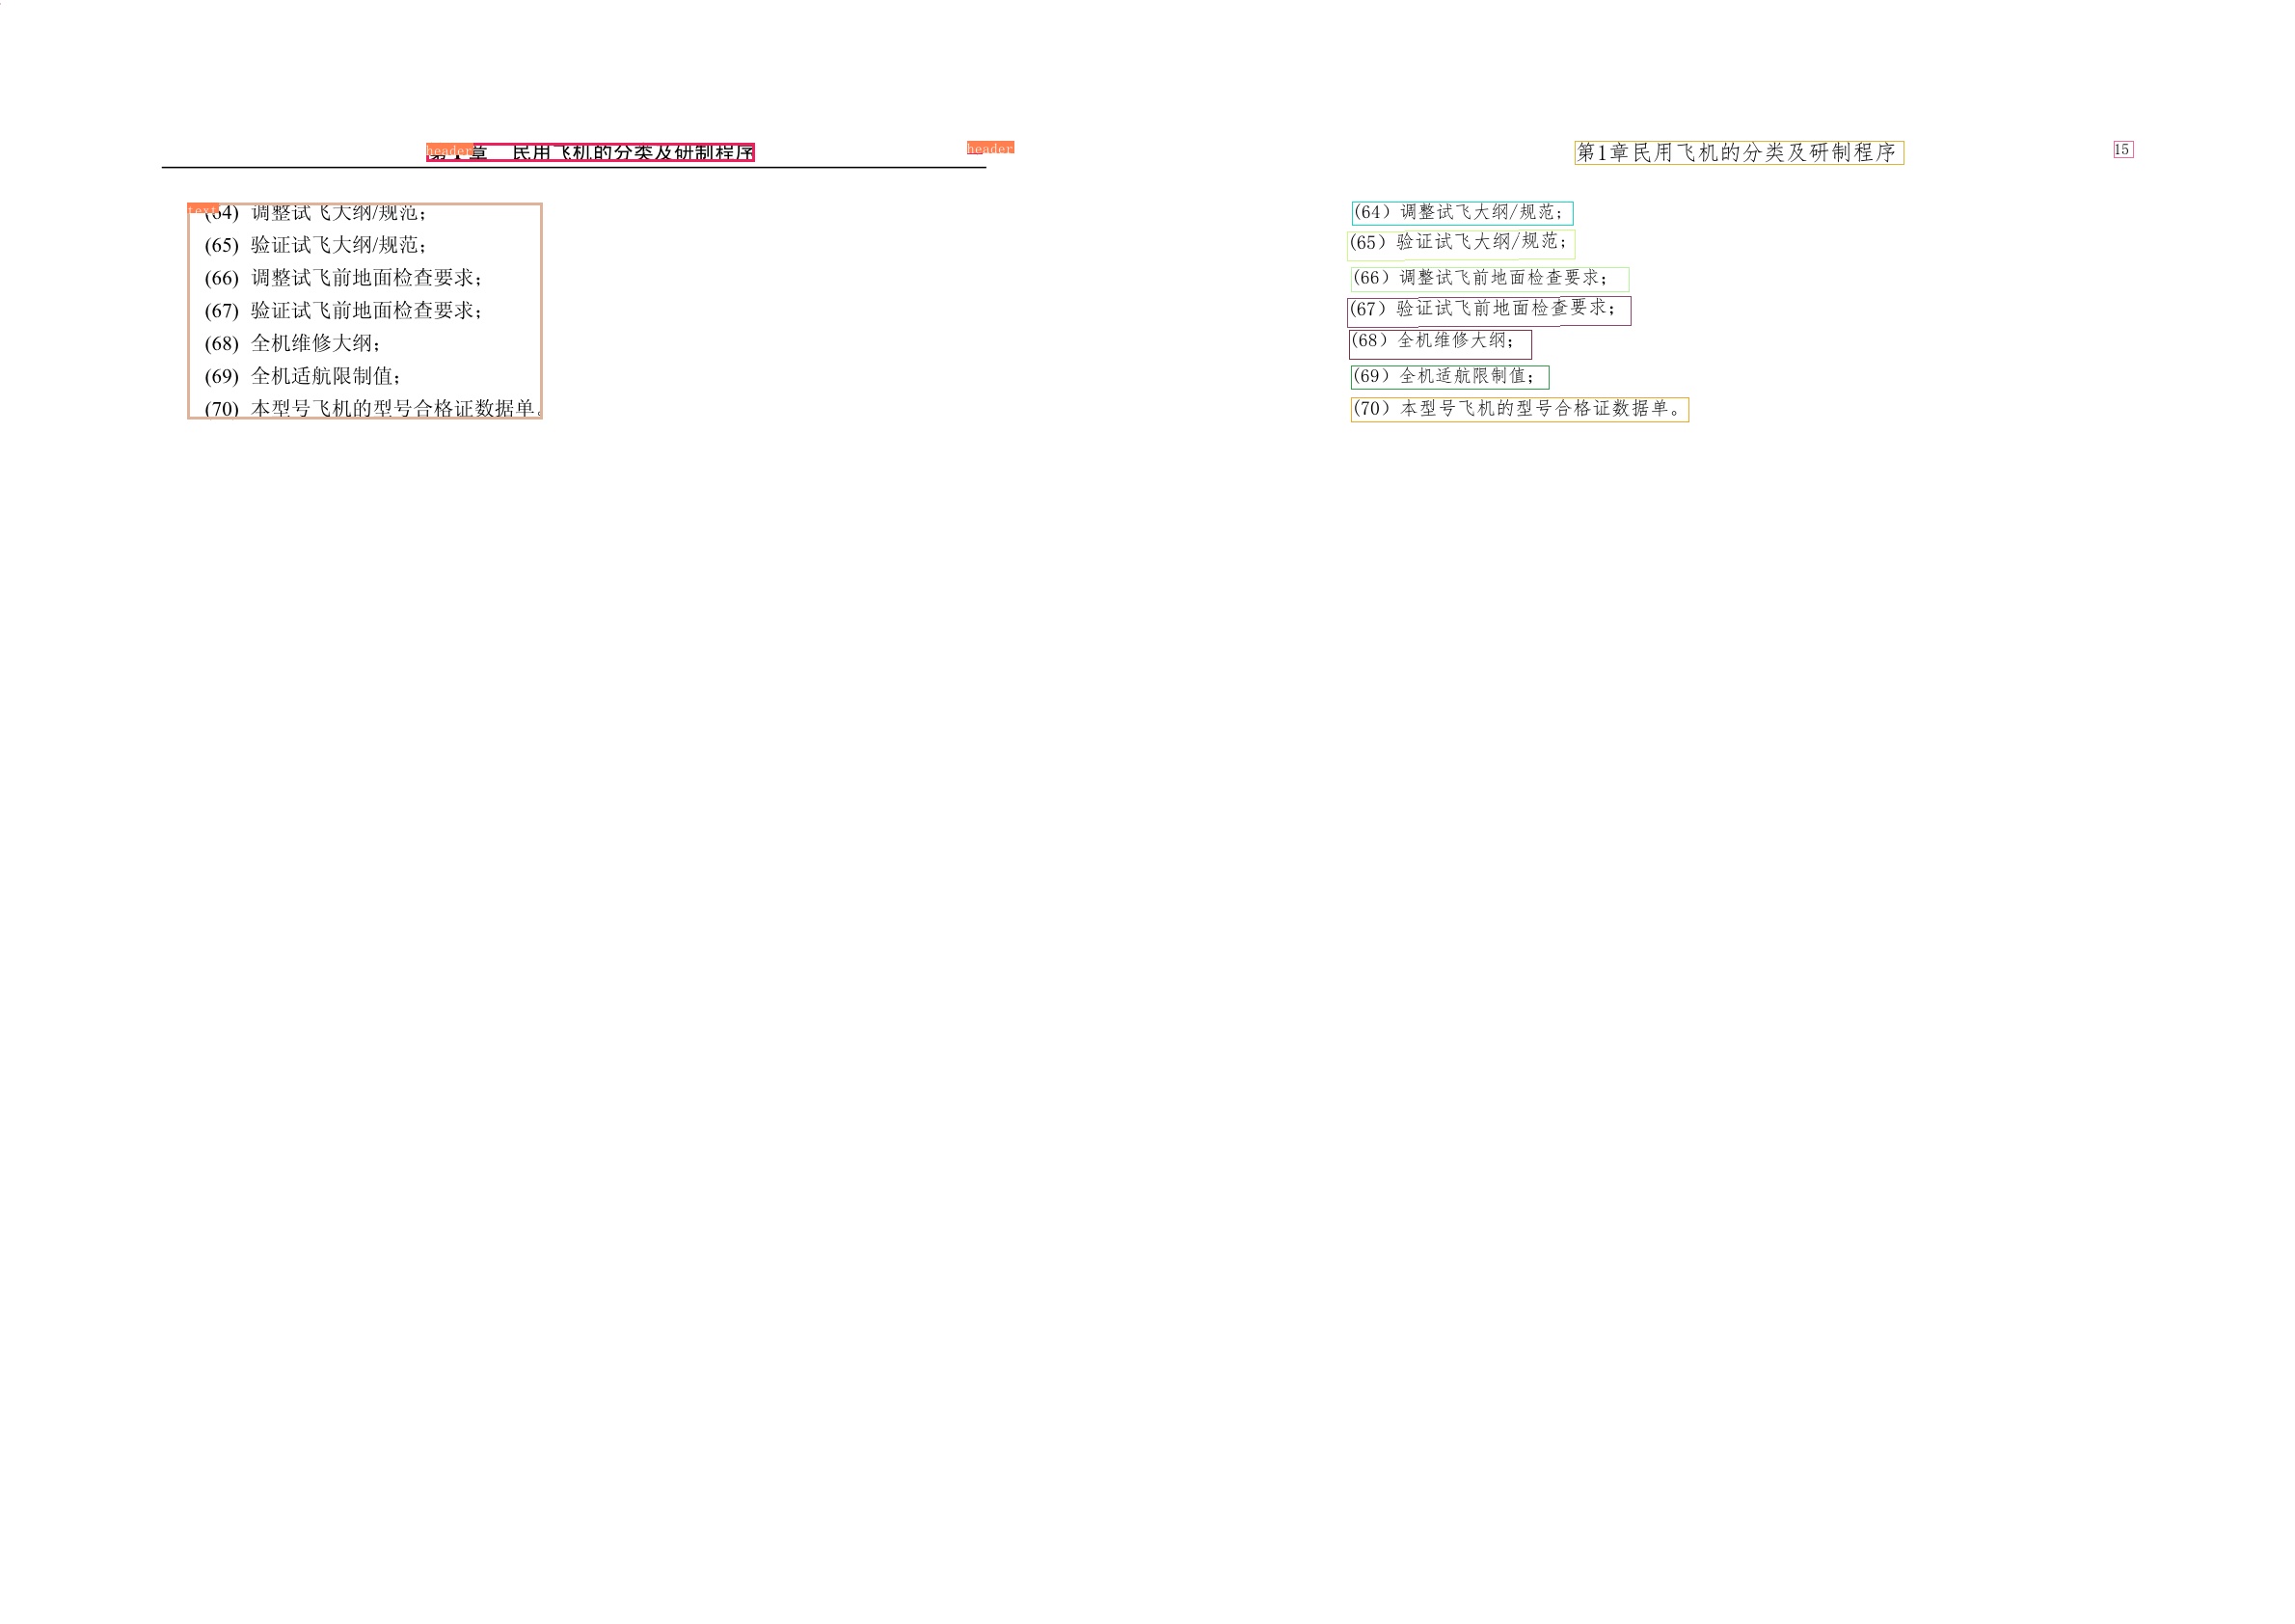 header
第1章 民用飞机的分类及研制程序
header
text
(64) 调整试飞大纲/规范;
(65) 验证试飞大纲/规范;
(66) 调整试飞前地面检查要求;
(67) 验证试飞前地面检查要求;
(68) 全机维修大纲;
(69) 全机适航限制值;
(70) 本型号飞机的型号合格证数据单。
第1章民用飞机的分类及研制程序
15
(64）调整试飞大纲/规范；
(65）验证试飞大纲/规范；
(66）调整试飞前地面检查要求；
(67）验证试飞前地面检查要求；
(68）全机维修大纲；
(69）全机适航限制值；
(70）本型号飞机的型号合格证数据单。